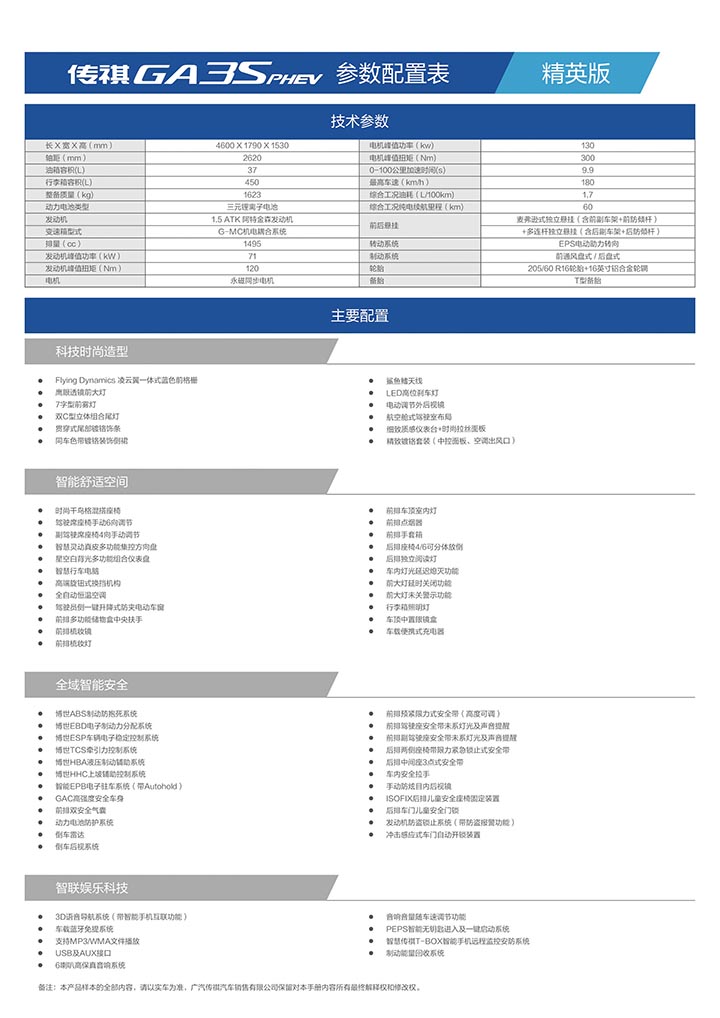 传祺GA3S PHEV 参数配置表 精英版
技术参数
长 X 宽 X 高（mm） 4600 X 1790 X 1530 电机峰值功率（kw) 130
轴距（mm） 2620 电机峰值扭矩（Nm） 300
油箱容积(L) 37 0-100公里加速时间(s) 9.9
行李箱容积(L) 450 最高车速（km/h） 180
整备质量（kg) 1623 综合工况油耗（L/100km) 1.7
动力电池类型 三元锂离子电池 综合工况纯电续航里程（km） 60
发动机 1.5 ATK 阿特金森发动机 前后悬挂 麦弗逊式独立悬挂（含前副车架+前防倾杆）
变速箱型式 G-MC机电耦合系统 +多连杆独立悬挂（含后副车架+后防倾杆）
排量（cc） 1495 转动系统 EPS电动助力转向
发动机峰值功率（kW） 71 制动系统 前通风盘式 / 后盘式
发动机峰值扭矩（Nm） 120 轮胎 205/60 R16轮胎+16英寸铝合金轮辋
电机 永磁同步电机 备胎 T型备胎
主要配置
科技时尚造型
Flying Dynamics 凌云翼一体式蓝色前格栅
鹰眼透镜前大灯
7字型前雾灯
双C型立体组合尾灯
贯穿式尾部镀铬饰条
同车色带镀铬装饰侧裙
鲨鱼鳍天线
LED高位刹车灯
电动调节外后视镜
航空舱式驾驶室布局
细致质感仪表台+时尚拉丝面板
精致镀铬套装（中控面板、空调出风口）
智能舒适空间
时尚千鸟格混搭座椅
驾驶席座椅手动6向调节
副驾驶席座椅4向手动调节
智慧灵动真皮多功能集控方向盘
星空白背光多功能组合仪表盘
智慧行车电脑
高端旋钮式换挡机构
全自动恒温空调
驾驶员侧一键升降式防夹电动车窗
前排多功能储物盒中央扶手
前排梳妆镜
前排梳妆灯
前排车顶室内灯
前排点烟器
前排手套箱
后排座椅4/6可分体放倒
后排独立阅读灯
车内灯光延迟熄灭功能
前大灯延时关闭功能
前大灯未关警示功能
行李箱照明灯
车顶中置眼镜盒
车载便携式充电器
全域智能安全
博世ABS制动防抱死系统
博世EBD电子制动力分配系统
博世ESP车辆电子稳定控制系统
博世TCS牵引力控制系统
博世HBA液压制动辅助系统
博世HHC上坡辅助控制系统
智能EPB电子驻车系统（带Autohold）
GAC高强度安全车身
前排双安全气囊
动力电池防护系统
倒车雷达
倒车后视系统
前排预紧限力式安全带（高度可调）
前排驾驶座安全带未系灯光及声音提醒
前排副驾驶座安全带未系灯光及声音提醒
后排两侧座椅带限力紧急锁止式安全带
后排中间座3点式安全带
车内安全拉手
手动防炫目内后视镜
ISOFIX后排儿童安全座椅固定装置
后排车门儿童安全门锁
发动机防盗锁止系统（带防盗报警功能）
冲击感应式车门自动开锁装置
智联娱乐科技
3D语音导航系统（带智能手机互联功能）
车载蓝牙免提系统
支持MP3/WMA文件播放
USB及AUX接口
6喇叭高保真音响系统
音响音量随车速调节功能
PEPS智能无钥匙进入及一键启动系统
智慧传祺T-BOX智能手机远程监控安防系统
制动能量回收系统
备注：本产品样本的全部内容，请以实车为准，广汽传祺汽车销售有限公司保留对本手册内容所有最终解释权和修改权。